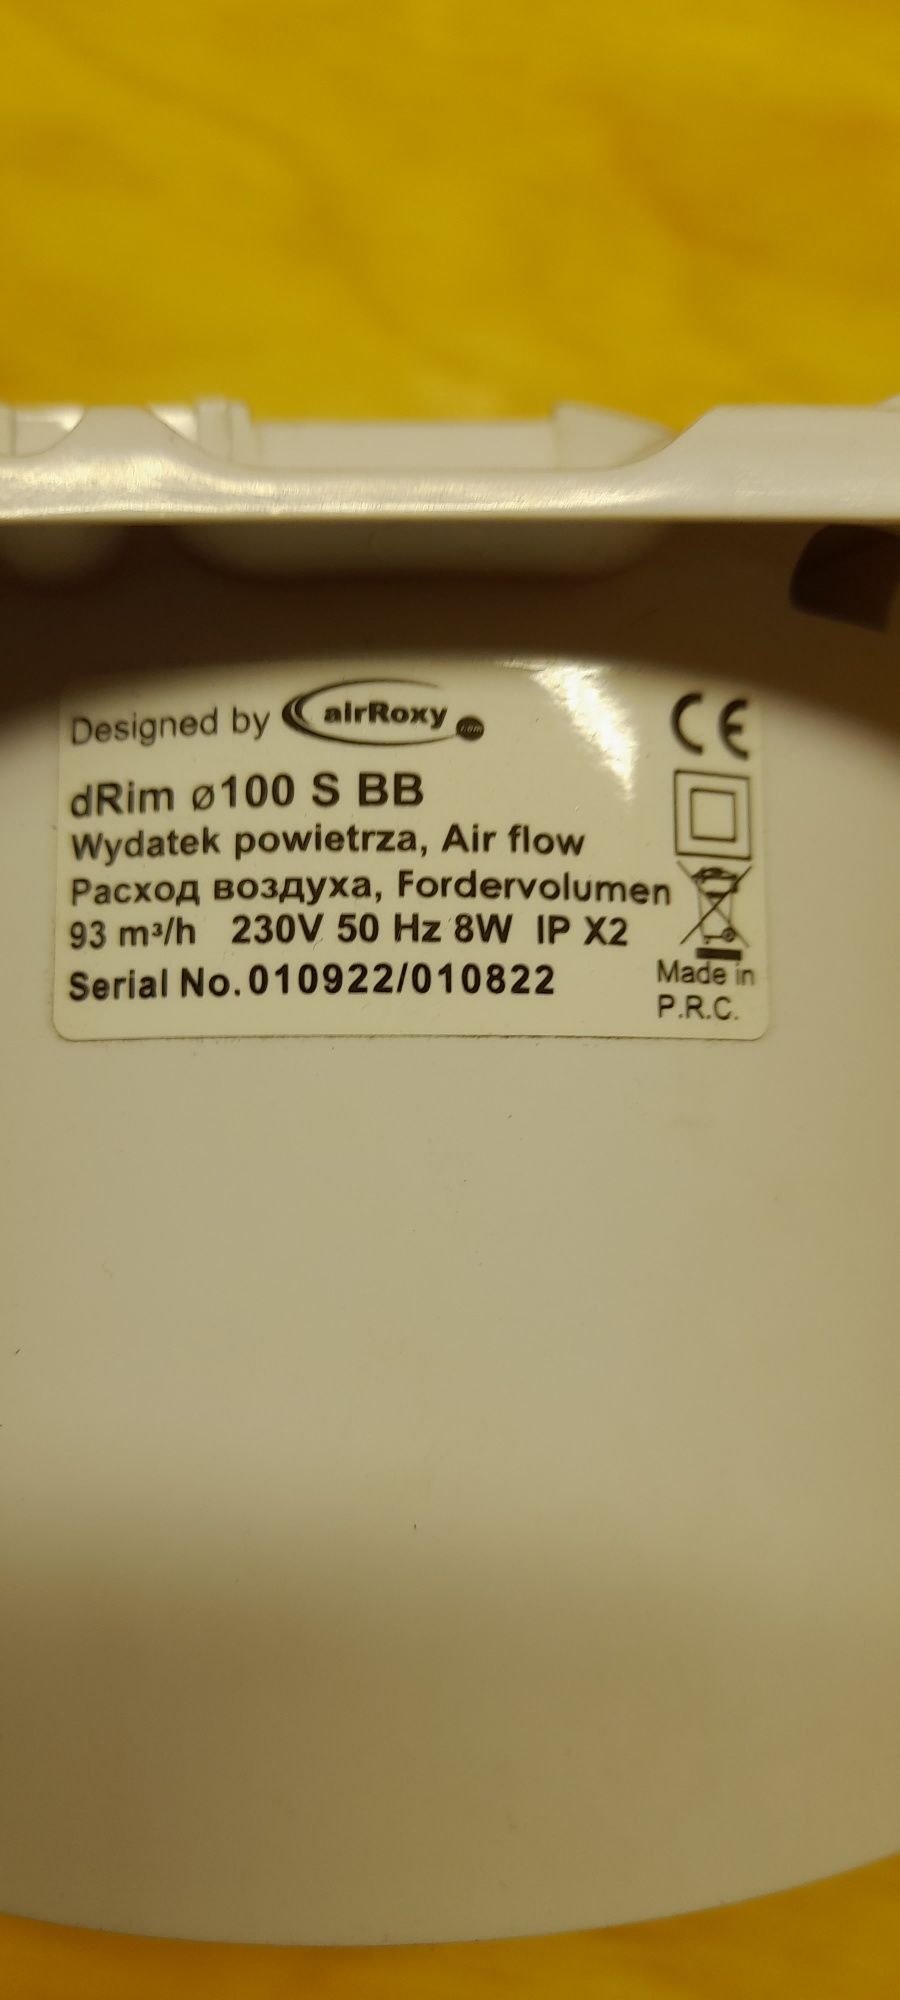 Designed by airRoxy .com
CE
dRim ø100 S BB
Wydatek powietrza, Air flow
Расход воздуха, Fordervolumen
93 m³/h 230V 50 Hz 8W IP X2
Serial No.010922/010822
Made in
P.R.C.